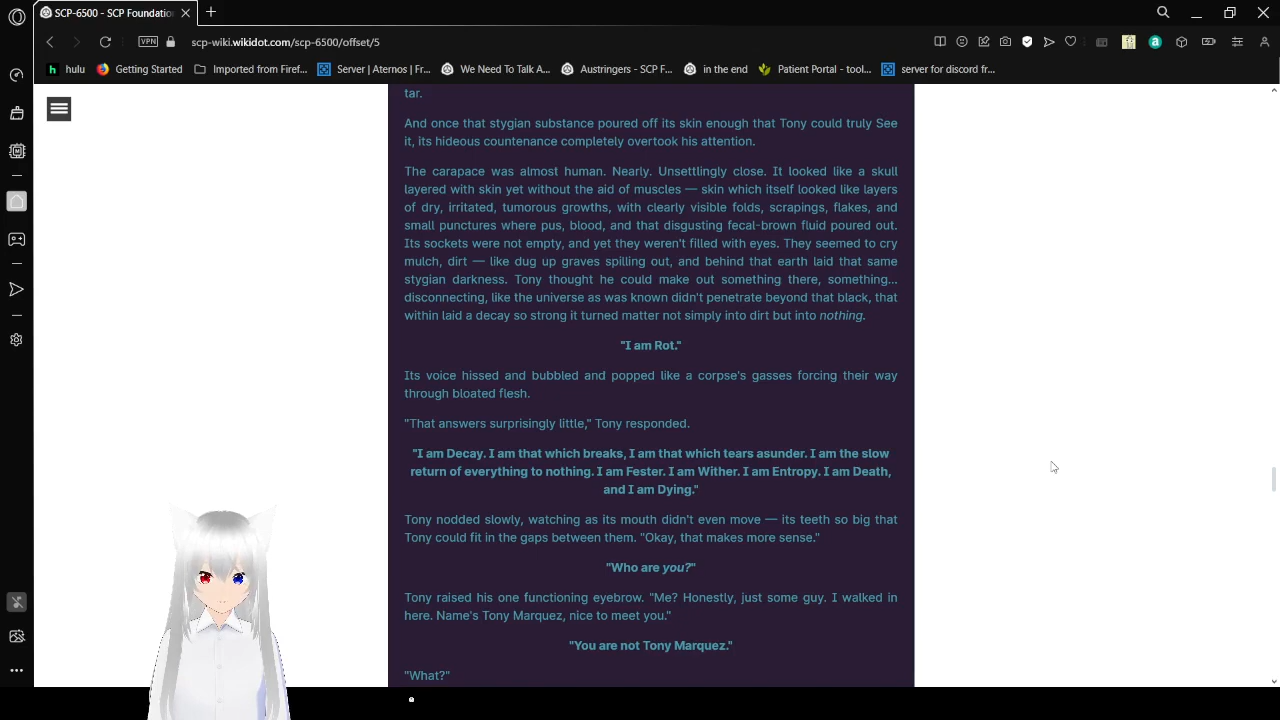 SCP-6500 - SCP Foundation
VPN
scp-wiki.wikidot.com/scp-6500/offset/5
hulu
Getting Started
Imported from Firef...
Server | Aternos | Fr...
We Need To Talk A...
Austringers - SCP F...
in the end
Patient Portal - tool...
server for discord fr...
tar.
And once that stygian substance poured off its skin enough that Tony could truly See
it, its hideous countenance completely overtook his attention.
The carapace was almost human. Nearly. Unsettlingly close. It looked like a skull
layered with skin yet without the aid of muscles — skin which itself looked like layers
of dry, irritated, tumorous growths, with clearly visible folds, scrapings, flakes, and
small punctures where pus, blood, and that disgusting fecal-brown fluid poured out.
Its sockets were not empty, and yet they weren't filled with eyes. They seemed to cry
mulch, dirt — like dug up graves spilling out, and behind that earth laid that same
stygian darkness. Tony thought he could make out something there, something...
disconnecting, like the universe as was known didn't penetrate beyond that black, that
within laid a decay so strong it turned matter not simply into dirt but into nothing.
"I am Rot."
Its voice hissed and bubbled and popped like a corpse's gasses forcing their way
through bloated flesh.
"That answers surprisingly little," Tony responded.
"I am Decay. I am that which breaks, I am that which tears asunder. I am the slow
return of everything to nothing. I am Fester. I am Wither. I am Entropy. I am Death,
and I am Dying."
Tony nodded slowly, watching as its mouth didn't even move — its teeth so big that
Tony could fit in the gaps between them. "Okay, that makes more sense."
"Who are you?"
Tony raised his one functioning eyebrow. "Me? Honestly, just some guy. I walked in
here. Name's Tony Marquez, nice to meet you."
"You are not Tony Marquez."
"What?"